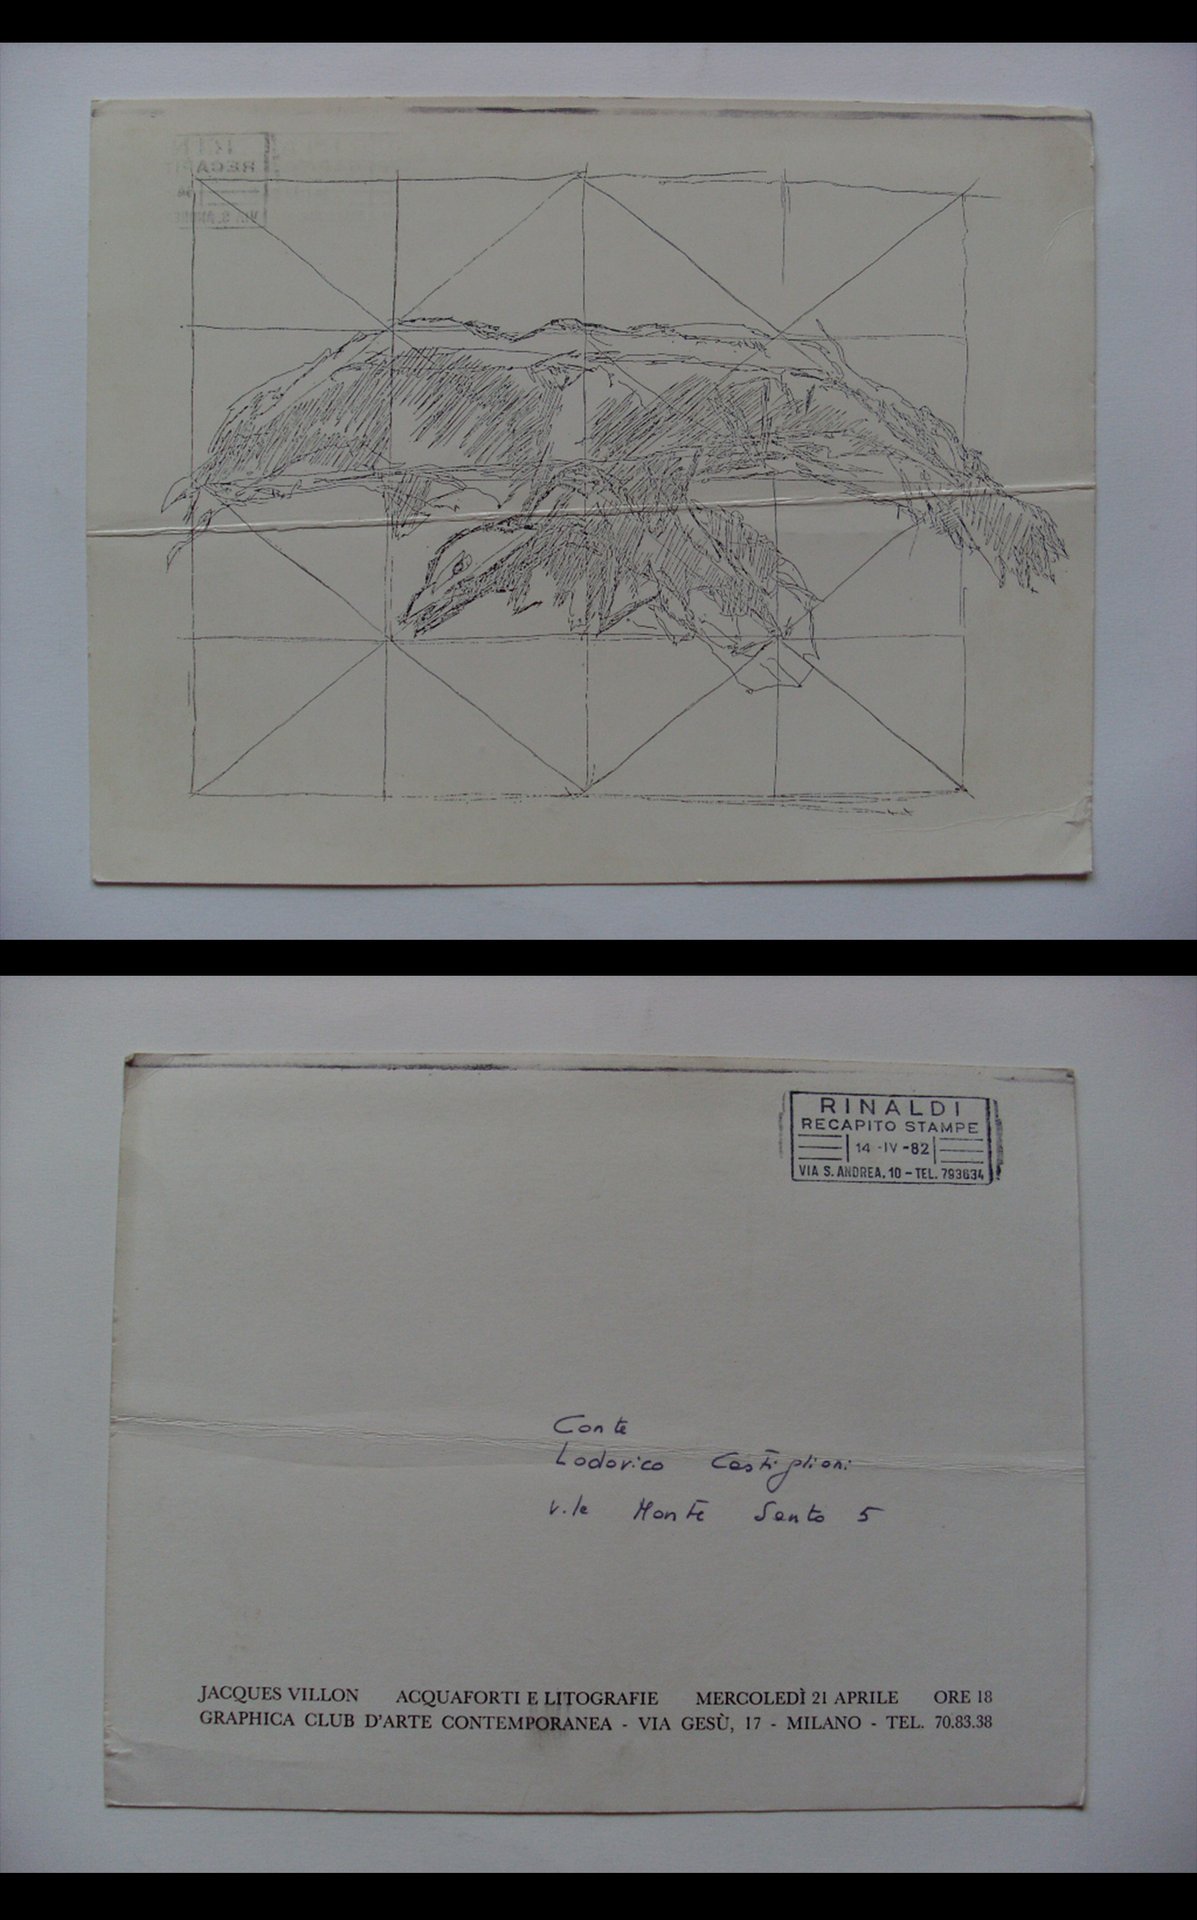 RINALDI
RECAPITO STAMPE
14-IV-82
VIA S. ANDREA, 10 - TEL. 793634
Conte
Lodovico Castiglioni
v.le Monte Santo 5
JACQUES VILLON ACQUAFORTI E LITOGRAFIE MERCOLEDÌ 21 APRILE ORE 18
GRAPHICA CLUB D'ARTE CONTEMPORANEA - VIA GESÙ, 17 - MILANO - TEL. 70.83.38